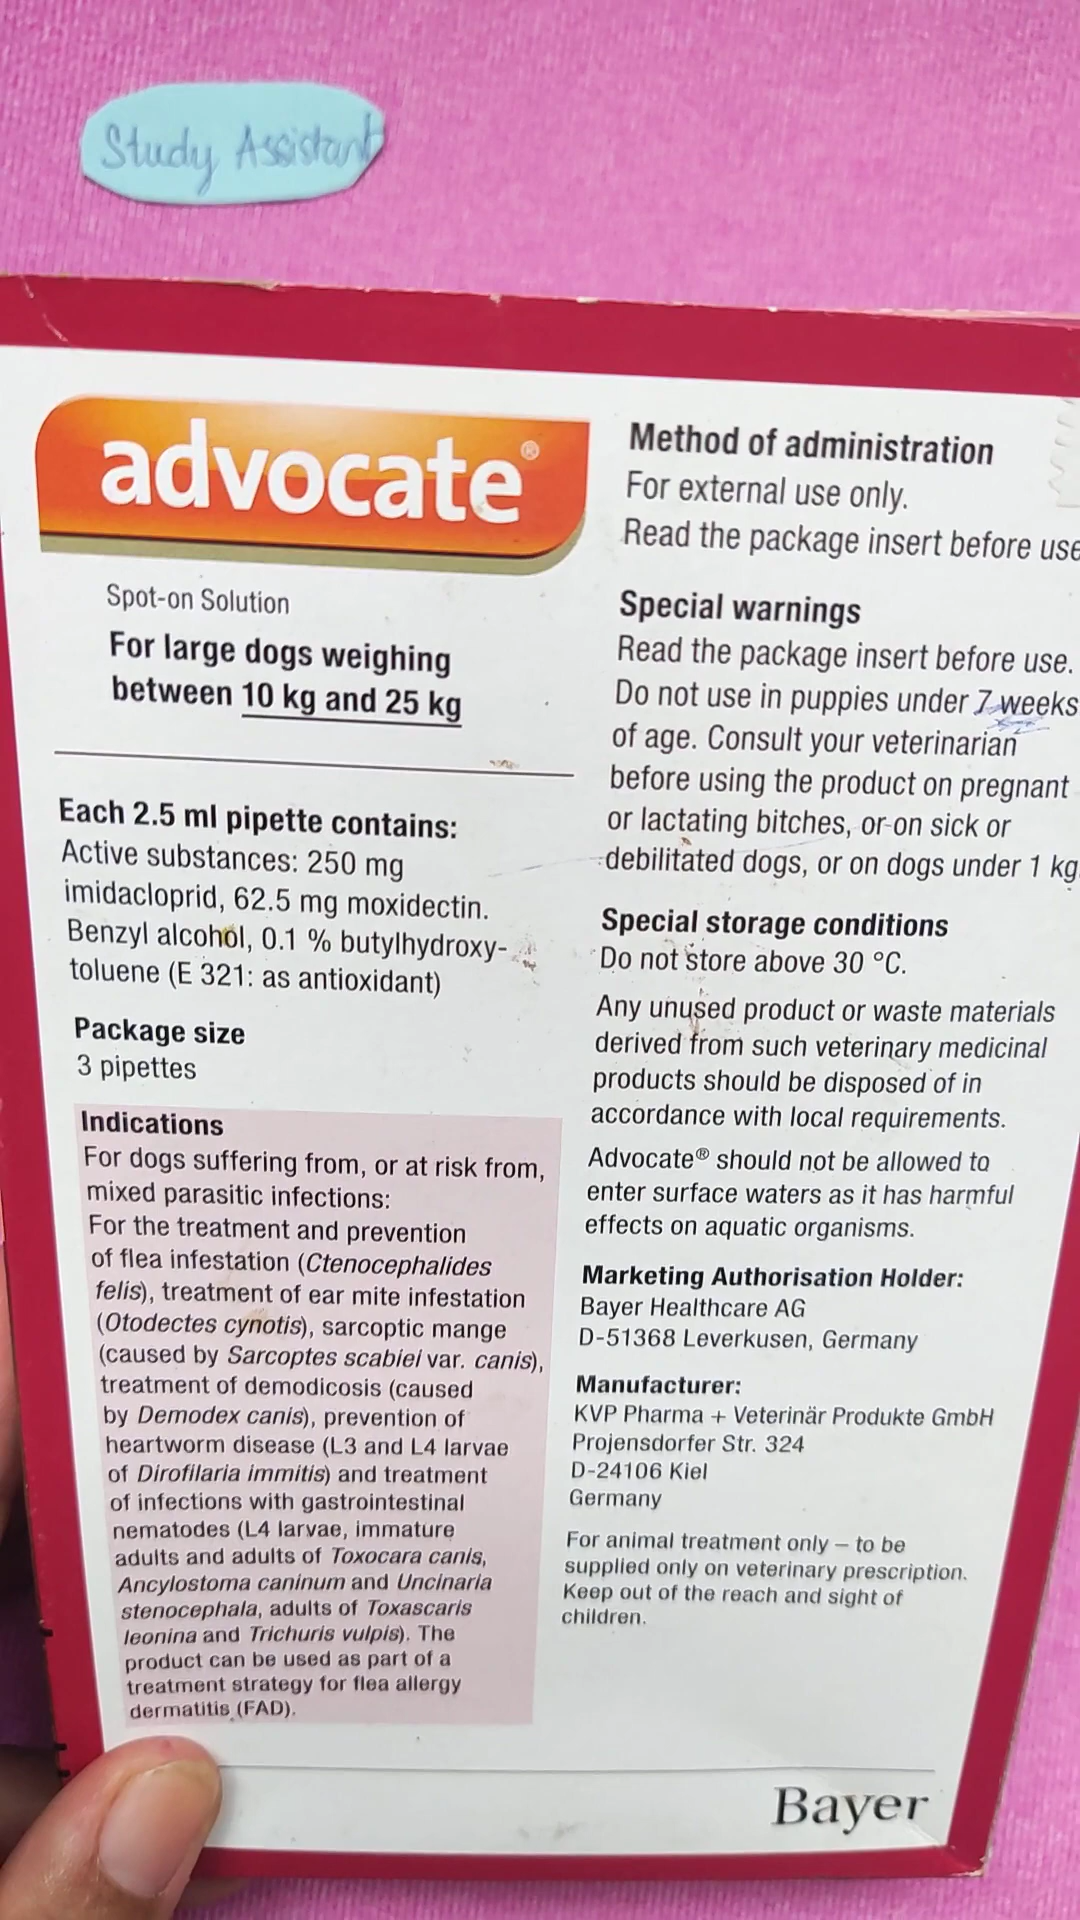 Study Assistant
advocate®
Spot-on Solution
For large dogs weighing
between 10 kg and 25 kg
Each 2.5 ml pipette contains:
Active substances: 250 mg
imidacloprid, 62.5 mg moxidectin.
Benzyl alcohol, 0.1 % butylhydroxy-
toluene (E 321: as antioxidant)
Package size
3 pipettes
Indications
For dogs suffering from, or at risk from,
mixed parasitic infections:
For the treatment and prevention
of flea infestation (Ctenocephalides
felis), treatment of ear mite infestation
(Otodectes cynotis), sarcoptic mange
(caused by Sarcoptes scabiei var. canis),
treatment of demodicosis (caused
by Demodex canis), prevention of
heartworm disease (L3 and L4 larvae
of Dirofilaria immitis) and treatment
of infections with gastrointestinal
nematodes (L4 larvae, immature
adults and adults of Toxocara canis,
Ancylostoma caninum and Uncinaria
stenocephala, adults of Toxascaris
leonina and Trichuris vulpis). The
product can be used as part of a
treatment strategy for flea allergy
dermatitis (FAD).
Method of administration
For external use only.
Read the package insert before use
Special warnings
Read the package insert before use.
Do not use in puppies under 7 weeks
of age. Consult your veterinarian
before using the product on pregnant
or lactating bitches, or on sick or
debilitated dogs, or on dogs under 1 kg.
Special storage conditions
Do not store above 30 °C.
Any unused product or waste materials
derived from such veterinary medicinal
products should be disposed of in
accordance with local requirements.
Advocate® should not be allowed to
enter surface waters as it has harmful
effects on aquatic organisms.
Marketing Authorisation Holder:
Bayer Healthcare AG
D-51368 Leverkusen, Germany
Manufacturer:
KVP Pharma + Veterinär Produkte GmbH
Projensdorfer Str. 324
D-24106 Kiel
Germany
For animal treatment only – to be
supplied only on veterinary prescription.
Keep out of the reach and sight of
children.
Bayer